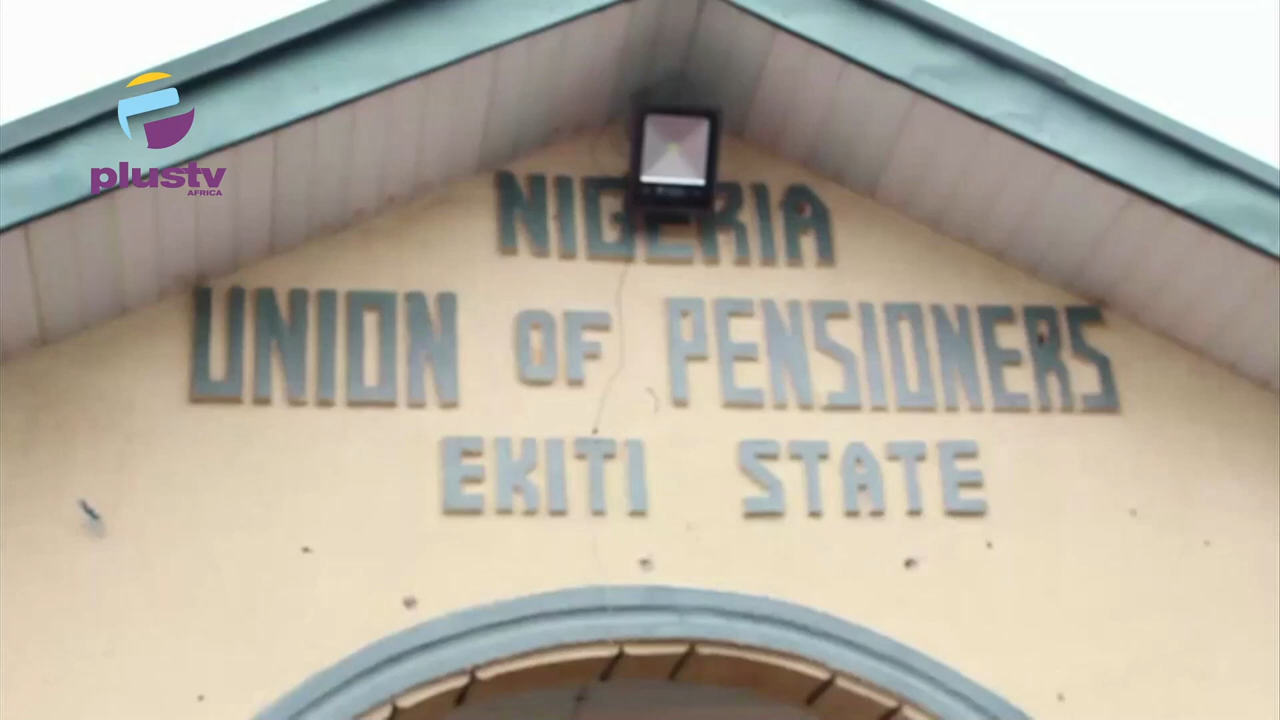 plustv
AFRICA
NIGERIA
UNION OF PENSIONERS
EKITI STATE